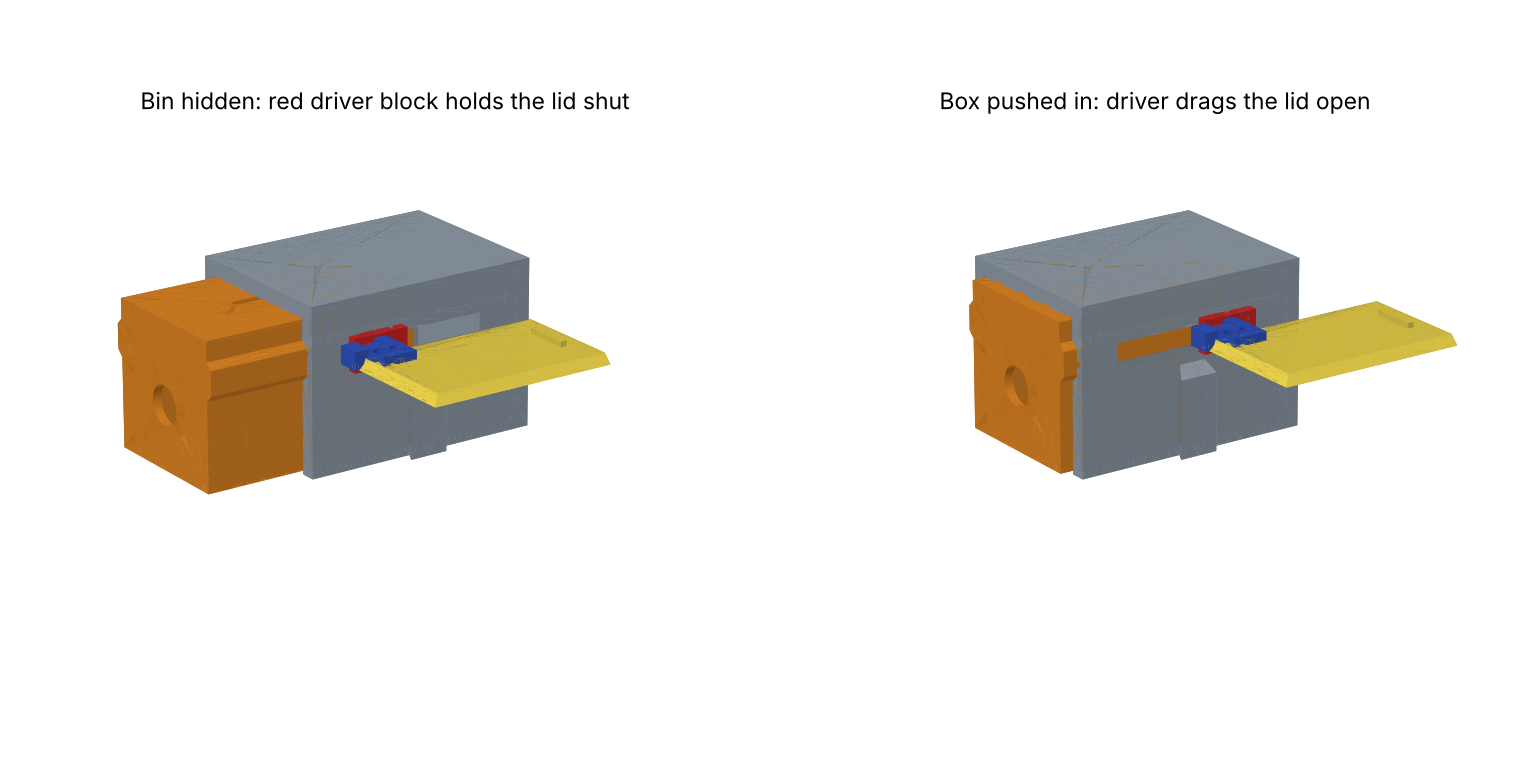 Bin hidden: red driver block holds the lid shut
Box pushed in: driver drags the lid open